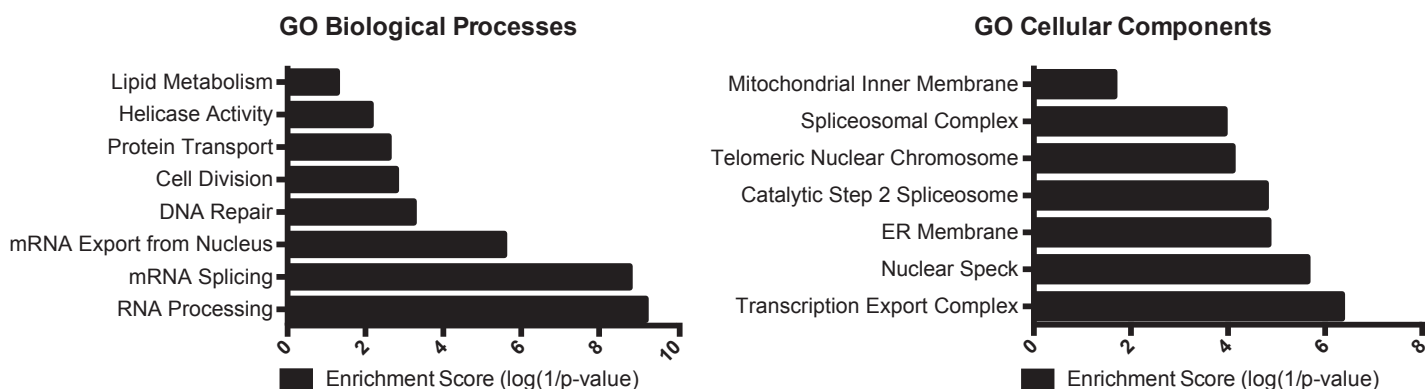 GO Biological Processes
Lipid Metabolism
Helicase Activity
Protein Transport
Cell Division
DNA Repair
mRNA Export from Nucleus
mRNA Splicing
RNA Processing
0 2 4 6 8 10
Enrichment Score (log(1/p-value)
GO Cellular Components
Mitochondrial Inner Membrane
Spliceosomal Complex
Telomeric Nuclear Chromosome
Catalytic Step 2 Spliceosome
ER Membrane
Nuclear Speck
Transcription Export Complex
0 2 4 6 8
Enrichment Score (log(1/p-value)